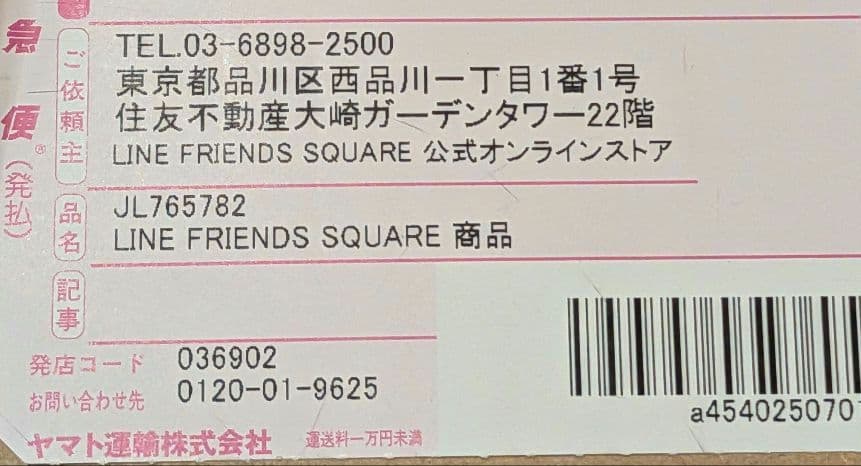 急便®(発払)
ご依頼主
TEL.03-6898-2500
東京都品川区西品川一丁目1番1号
住友不動産大崎ガーデンタワー22階
LINE FRIENDS SQUARE 公式オンラインストア
品名
JL765782
LINE FRIENDS SQUARE 商品
記事
発店コード 036902
お問い合わせ先 0120-01-9625
a454025070
ヤマト運輸株式会社 運送料一万円未満